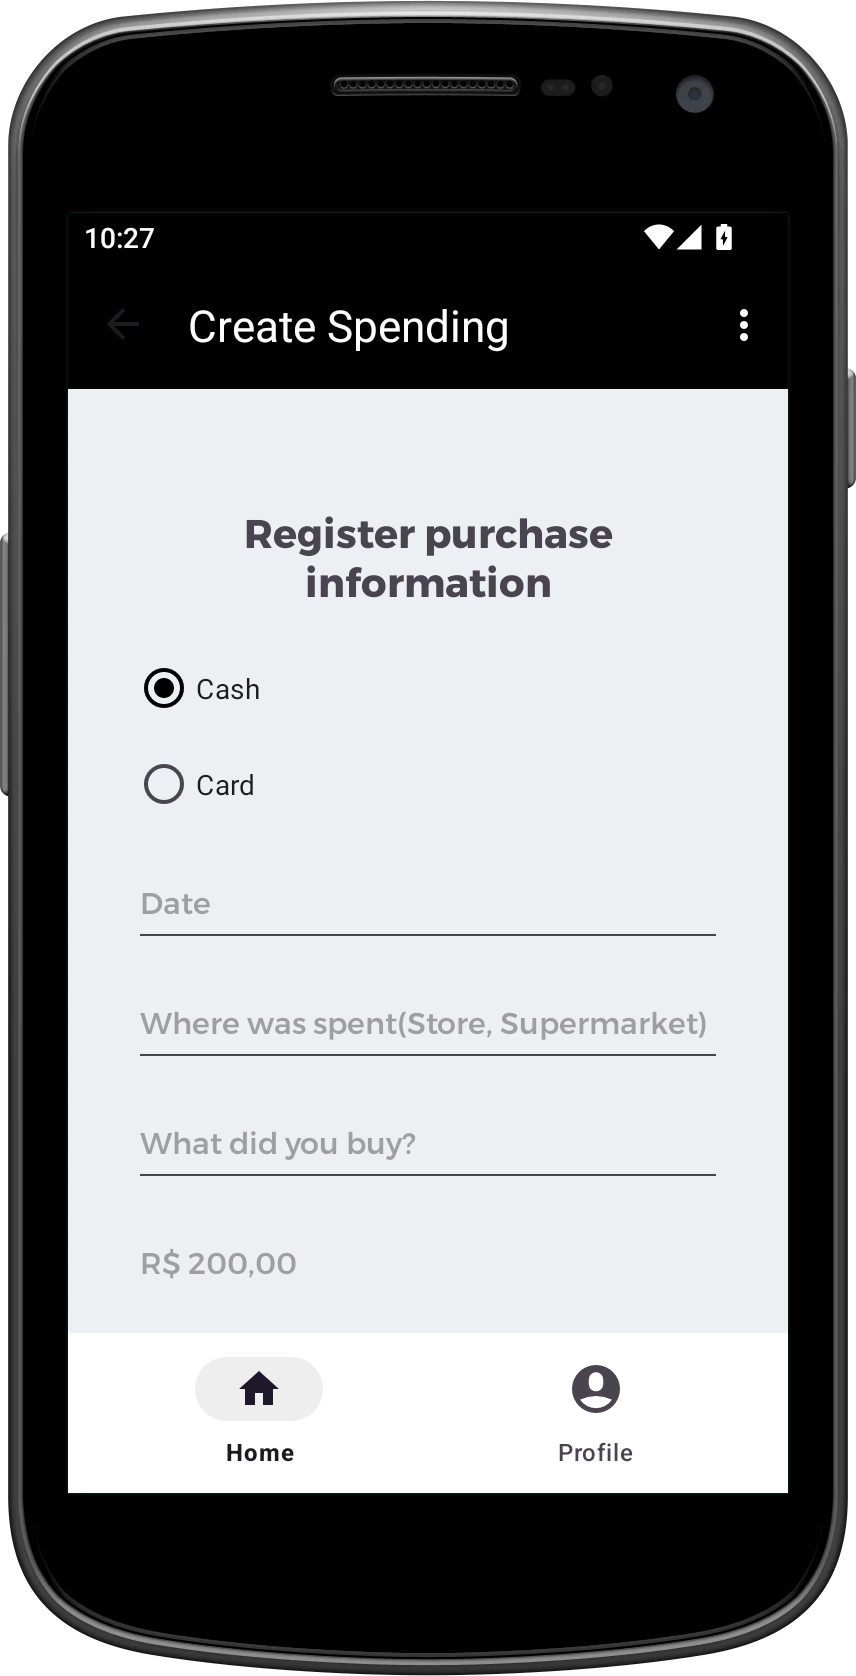 10:27
Create Spending
Register purchase
information
Cash
Card
Date
Where was spent(Store, Supermarket)
What did you buy?
R$ 200,00
Home
Profile